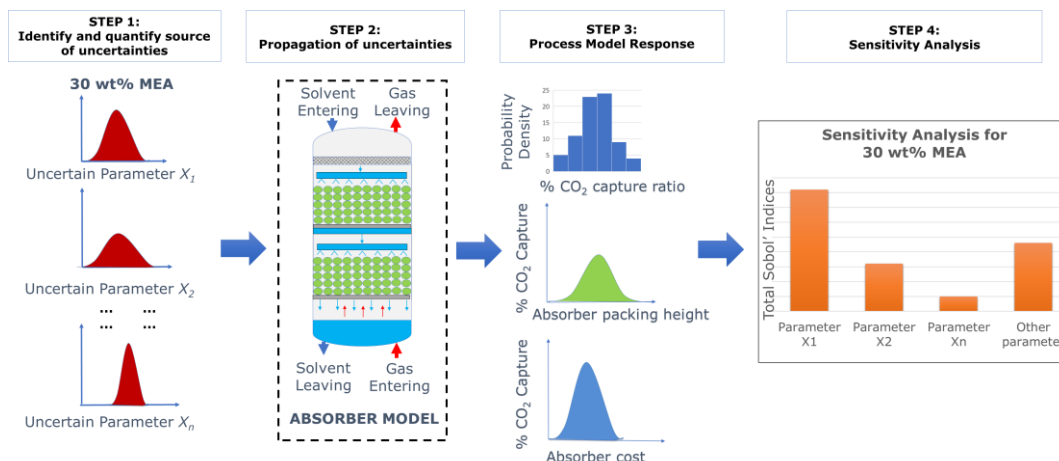 STEP 1:
Identify and quantify source
of uncertainties
STEP 2:
Propagation of uncertainties
STEP 3:
Process Model Response
STEP 4:
Sensitivity Analysis
30 wt% MEA
Uncertain Parameter X1
Uncertain Parameter X2
... ...
... ...
Uncertain Parameter Xn
Solvent
Entering
Gas
Leaving
Solvent
Leaving
Gas
Entering
ABSORBER MODEL
Probability
Density
25
20
15
10
5
0
% CO2 capture ratio
% CO2 Capture
Absorber packing height
% CO2 Capture
Absorber cost
Sensitivity Analysis for
30 wt% MEA
Total Sobol’ Indices
Parameter
X1
Parameter
X2
Parameter
Xn
Other
paramete